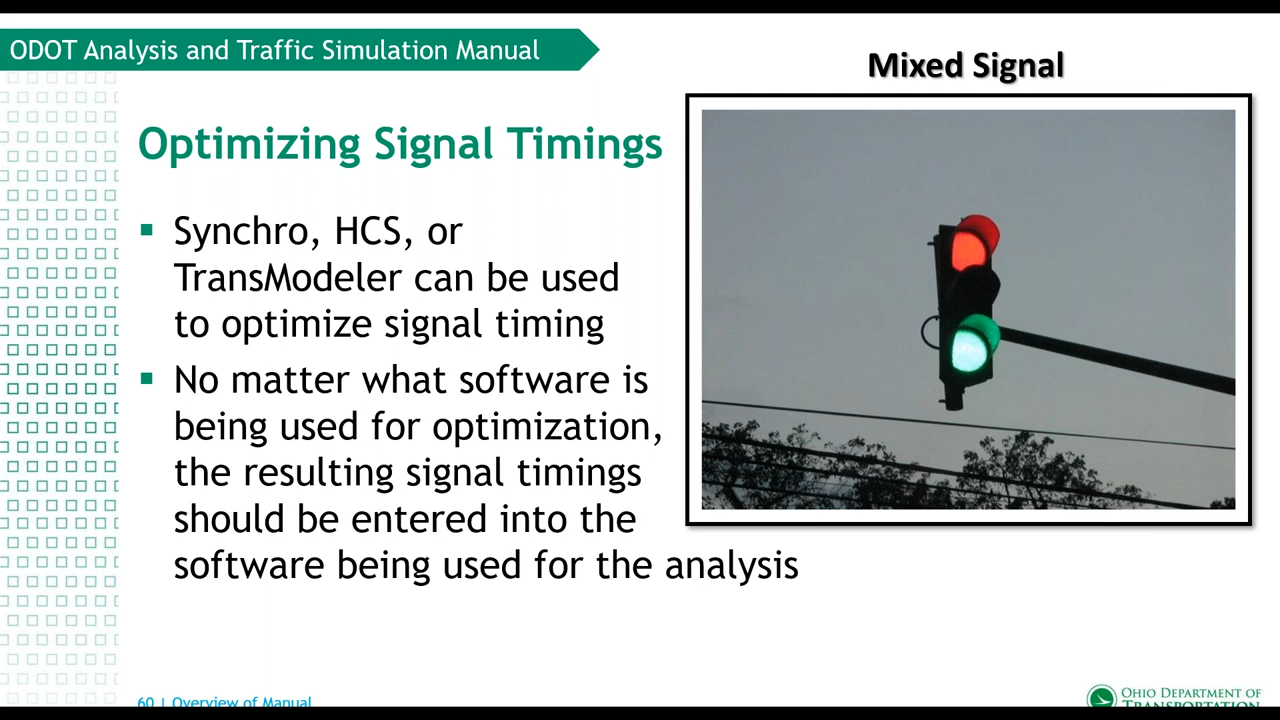 ODOT Analysis and Traffic Simulation Manual
Mixed Signal
Optimizing Signal Timings
Synchro, HCS, or
TransModeler can be used
to optimize signal timing
No matter what software is
being used for optimization,
the resulting signal timings
should be entered into the
software being used for the analysis
60 | Overview of Manual
OHIO DEPARTMENT OF
TRANSPORTATION